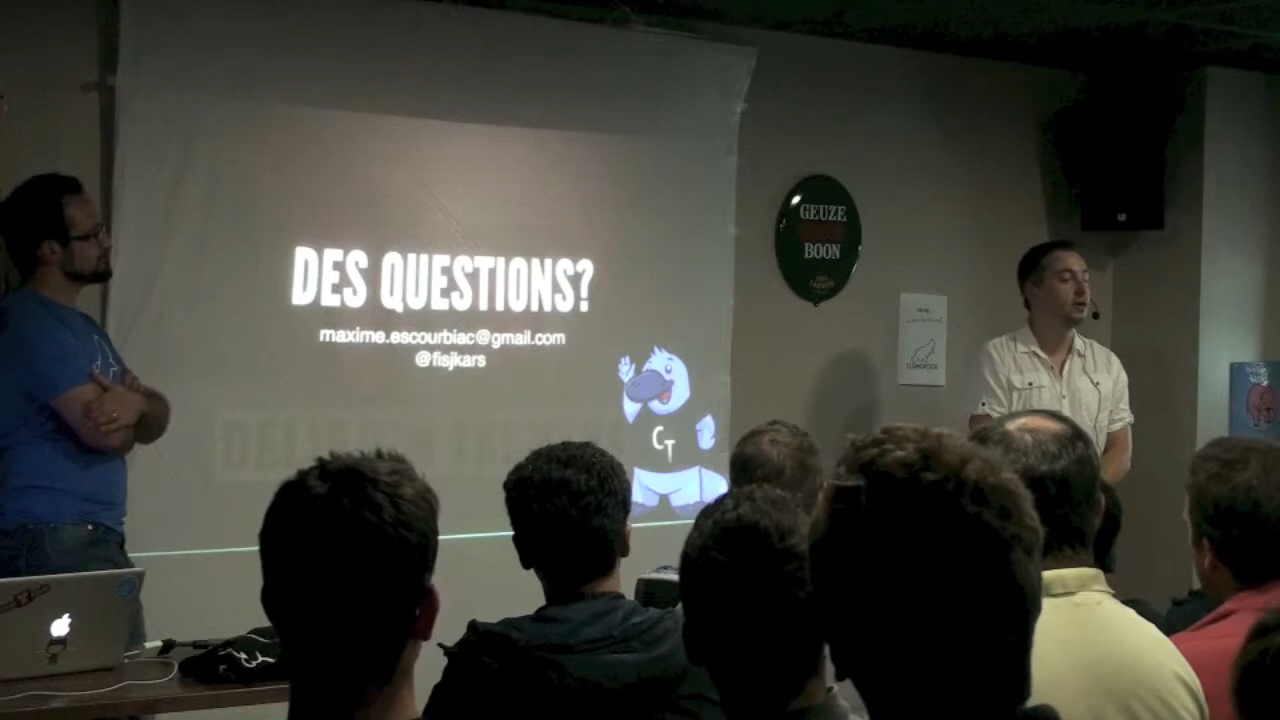 DES QUESTIONS?
maxime.escourbiac@gmail.com
@fisjkars
CT
GEUZE
BOON